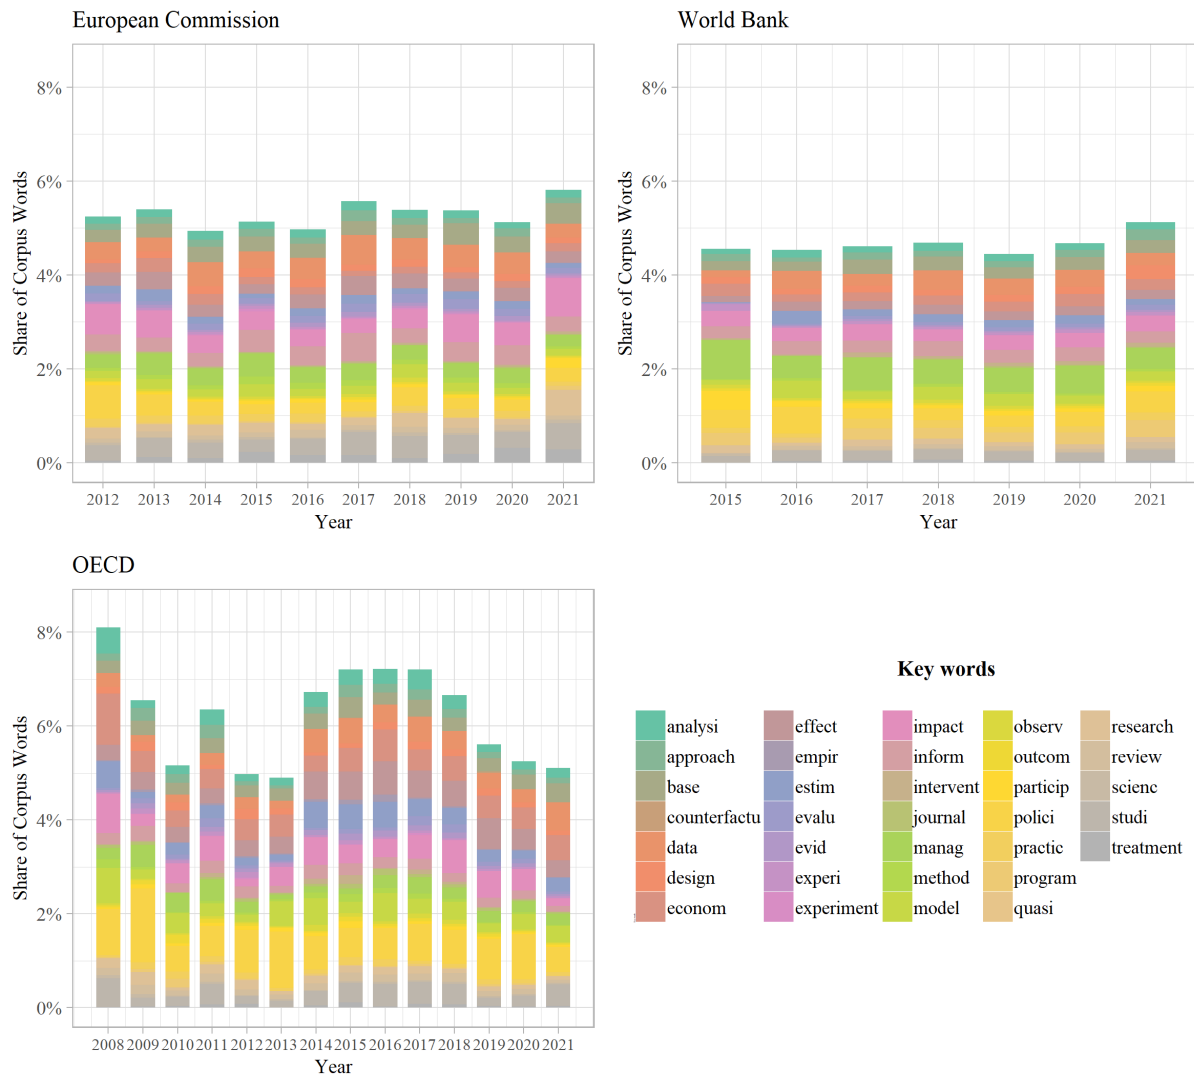 European Commission
World Bank
8%
6%
4%
2%
0%
Share of Corpus Words
2012 2013 2014 2015 2016 2017 2018 2019 2020 2021
Year
8%
6%
4%
2%
0%
Share of Corpus Words
2015 2016 2017 2018 2019 2020 2021
Year
OECD
8%
6%
4%
2%
0%
Share of Corpus Words
2008 2009 2010 2011 2012 2013 2014 2015 2016 2017 2018 2019 2020 2021
Year
Key words
analysi effect impact observ research
approach empir inform outcom review
base estim intervent particip scienc
counterfactu evalu journal polici studi
data evid manag practic treatment
design experi method program
econom experiment model quasi